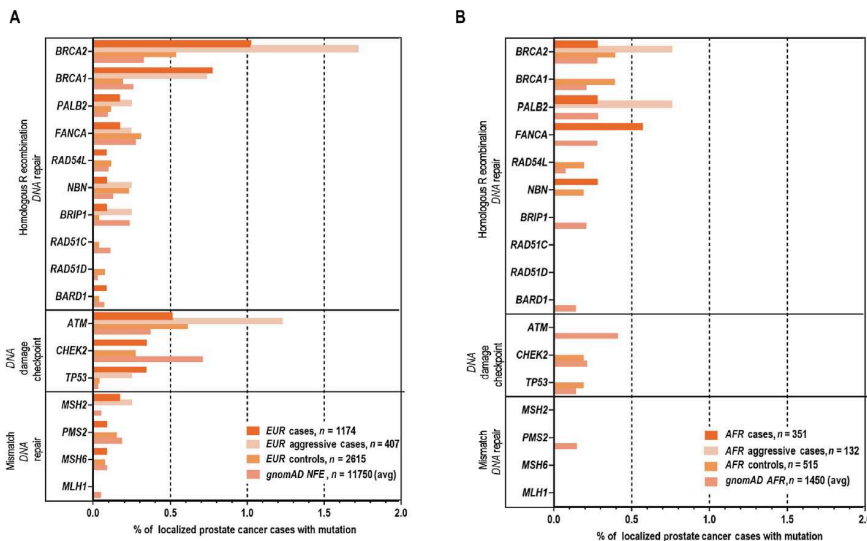 A
Homologous R ecombination
DNA repair
BRCA2
BRCA1
PALB2
FANCA
RAD54L
NBN
BRIP1
RAD51C
RAD51D
BARD1
DNA
damage
checkpoint
ATM
CHEK2
TP53
Mismatch
DNA
repair
MSH2
PMS2
MSH6
MLH1
EUR cases, n = 1174
EUR aggressive cases, n = 407
EUR controls, n = 2615
gnomAD NFE , n = 11750 (avg)
0.0 0.5 1.0 1.5 2.0
% of localized prostate cancer cases with mutation
B
Homologous R ecombination
DNA repair
BRCA2
BRCA1
PALB2
FANCA
RAD54L
NBN
BRIP1
RAD51C
RAD51D
BARD1
DNA
damage
checkpoint
ATM
CHEK2
TP53
Mismatch
DNA
repair
MSH2
PMS2
MSH6
MLH1
AFR cases, n = 351
AFR aggressive cases, n = 132
AFR controls, n = 515
gnomAD AFR, n = 1450 (avg)
0.0 0.5 1.0 1.5 2.0
% of localized prostate cancer cases with mutation